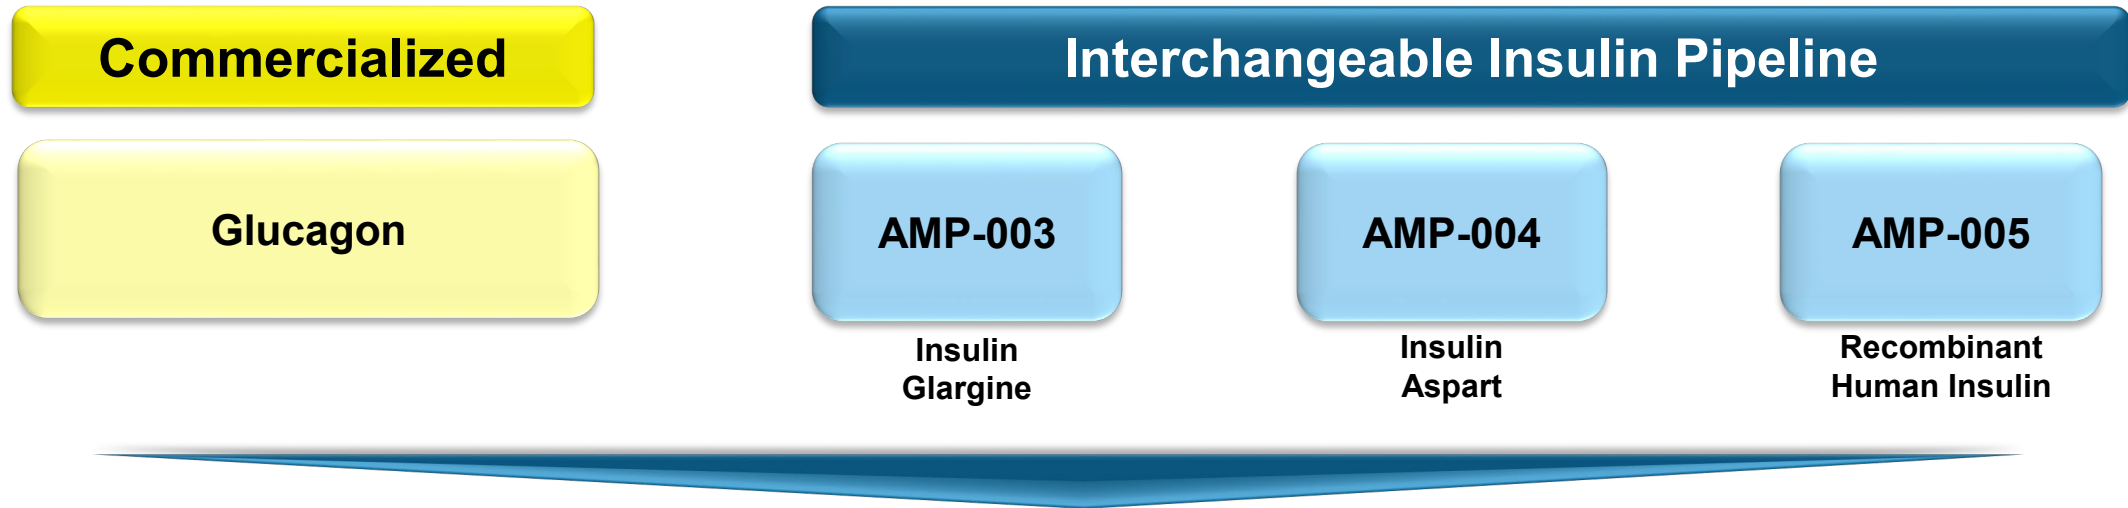 Commercialized
Interchangeable Insulin Pipeline
Glucagon
AMP-003
AMP-004
AMP-005
Insulin
Glargine
Insulin
Aspart
Recombinant
Human Insulin